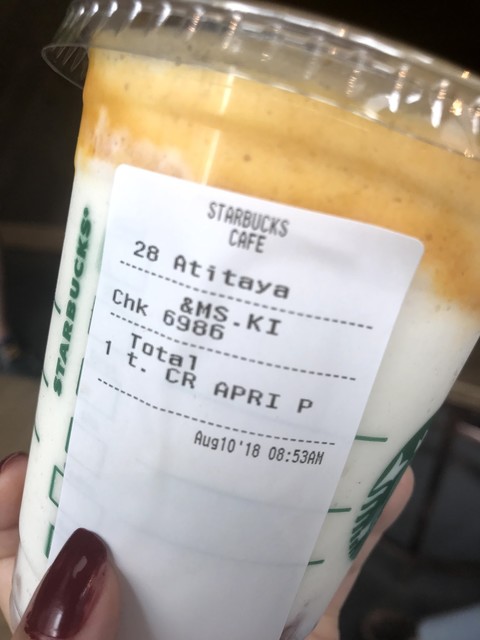 STARBUCKS
CAFE
28 Atitaya
&MS.KI
Chk 6986
Total
1 t. CR APRI P
Aug10'18 08:53AM
STARBUCKS®